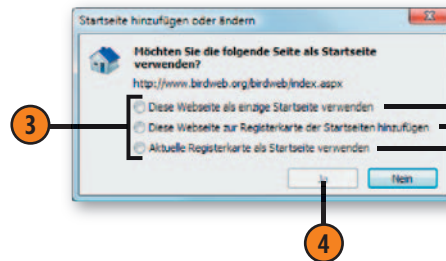 Startseite hinzufügen oder ändern
Möchten Sie die folgende Seite als Startseite
verwenden?
http://www.birdweb.org/birdweb/index.aspx
3
Diese Webseite als einzige Startseite verwenden
Diese Webseite zur Registerkarte der Startseiten hinzufügen
Aktuelle Registerkarte als Startseite verwenden
Ja
Nein
4